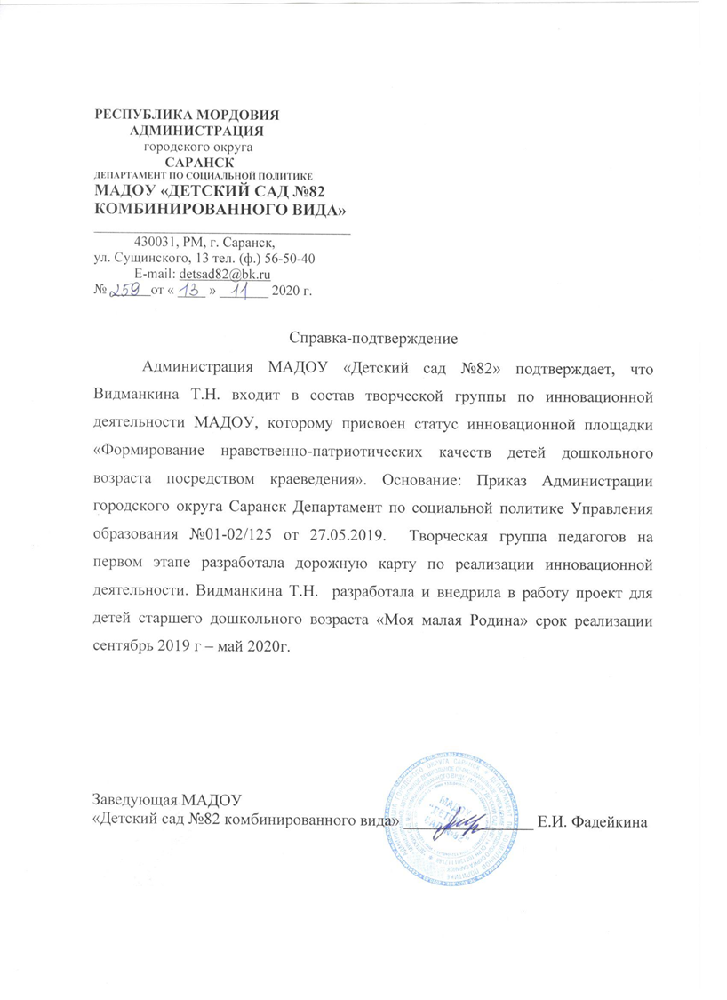 РЕСПУБЛИКА МОРДОВИЯ
АДМИНИСТРАЦИЯ
городского округа
САРАНСК
ДЕПАРТАМЕНТ ПО СОЦИАЛЬНОЙ ПОЛИТИКЕ
МАДОУ «ДЕТСКИЙ САД №82
КОМБИНИРОВАННОГО ВИДА»
430031, РМ, г. Саранск,
ул. Сущинского, 13 тел. (ф.) 56-50-40
E-mail: detsad82@bk.ru
№ 259 от « 13 » 11 2020 г.
Справка-подтверждение
Администрация МАДОУ «Детский сад №82» подтверждает, что
Видманкина Т.Н. входит в состав творческой группы по инновационной
деятельности МАДОУ, которому присвоен статус инновационной площадки
«Формирование нравственно-патриотических качеств детей дошкольного
возраста посредством краеведения». Основание: Приказ Администрации
городского округа Саранск Департамент по социальной политике Управления
образования №01-02/125 от 27.05.2019. Творческая группа педагогов на
первом этапе разработала дорожную карту по реализации инновационной
деятельности. Видманкина Т.Н. разработала и внедрила в работу проект для
детей старшего дошкольного возраста «Моя малая Родина» срок реализации
сентябрь 2019 г – май 2020г.
Заведующая МАДОУ
«Детский сад №82 комбинированного вида» Е.И. Фадейкина